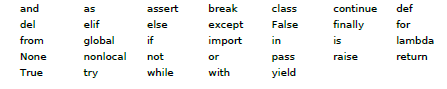 and as assert break class continue def
del elif else except False finally for
from global if import in is lambda
None nonlocal not or pass raise return
True try while with yield